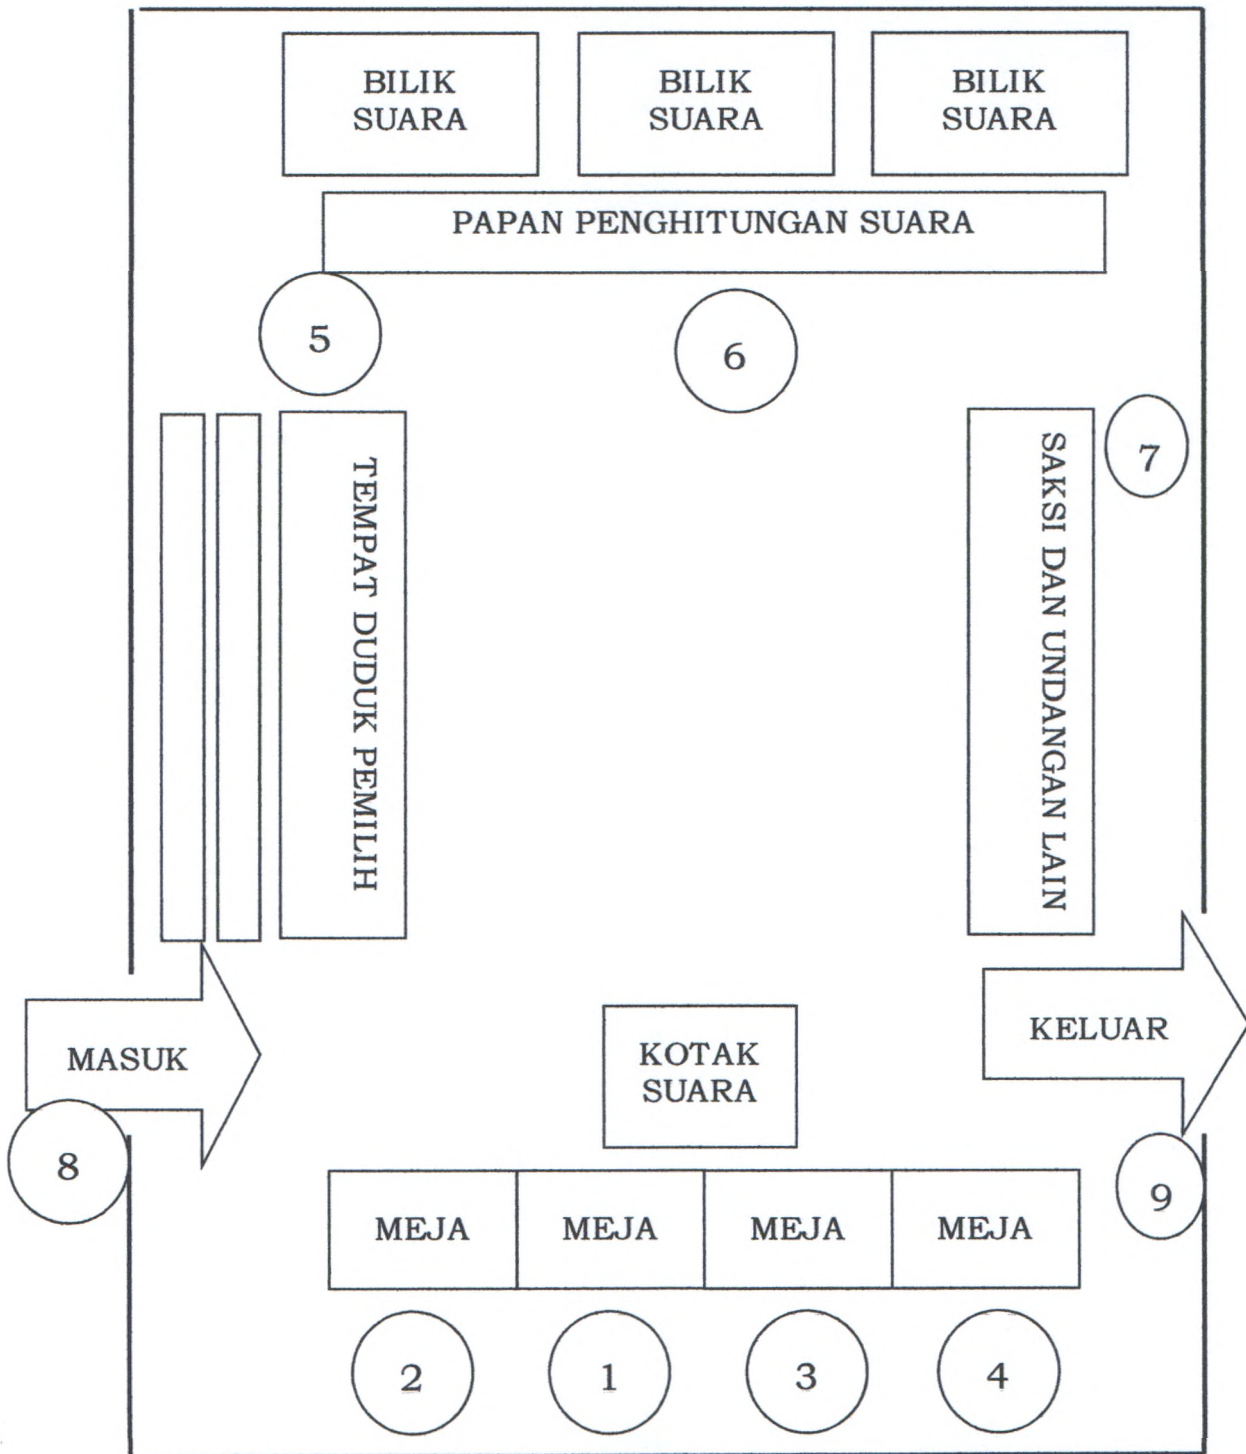 BILIK
SUARA
BILIK
SUARA
BILIK
SUARA
PAPAN PENGHITUNGAN SUARA
5
6
7
TEMPAT DUDUK PEMILIH
SAKSI DAN UNDANGAN LAIN
MASUK
KOTAK
SUARA
KELUAR
8
9
MEJA
MEJA
MEJA
MEJA
2
1
3
4